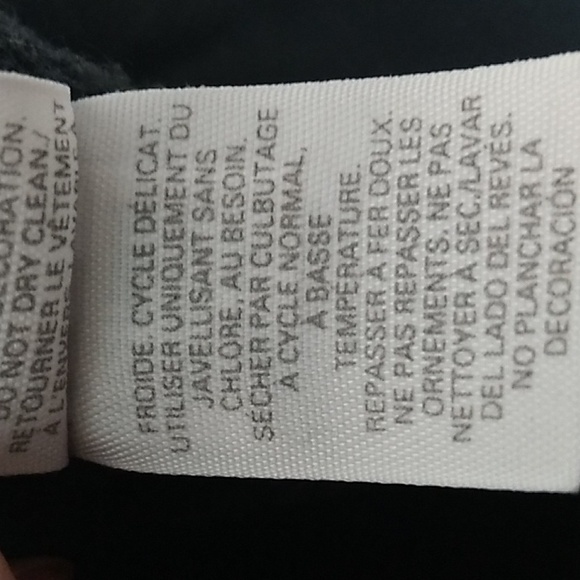 DECORATION.
DO NOT DRY CLEAN/
RETOURNER LE VÊTEMENT
À L'ENVERS.
FROIDE. CYCLE DÉLICAT.
UTILISER UNIQUEMENT DU
JAVELLISANT SANS
CHLORE, AU BESOIN.
SÉCHER PAR CULBUTAGE
À CYCLE NORMAL,
À BASSE
TEMPÉRATURE.
REPASSER À FER DOUX.
NE PAS REPASSER LES
ORNEMENTS. NE PAS
NETTOYER À SEC/LAVAR
DEL LADO DEL REVÉS.
NO PLANCHAR LA
DECORACIÓN